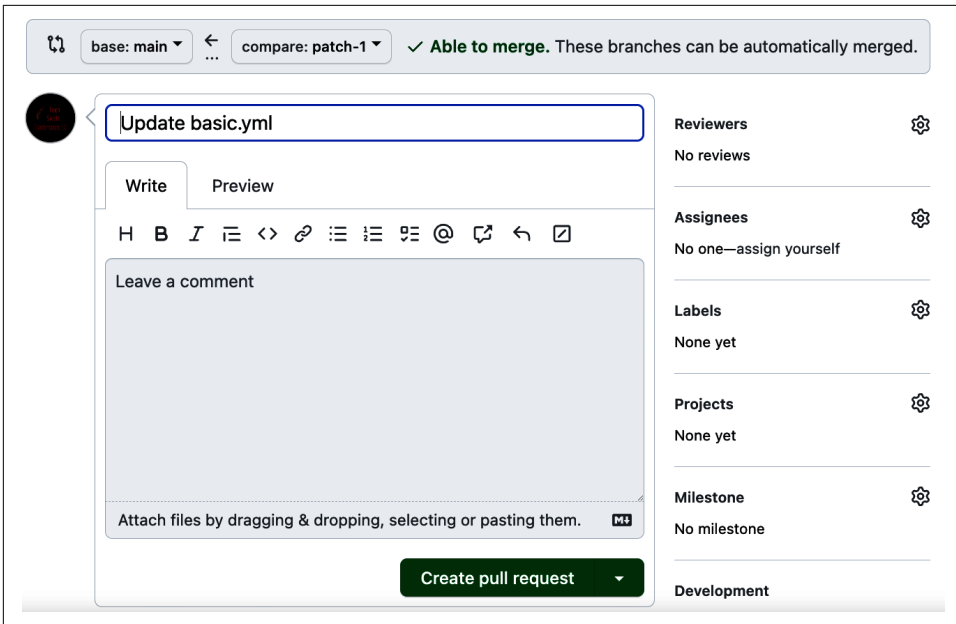 base: main
compare: patch-1
Able to merge. These branches can be automatically merged.
Update basic.yml
Write
Preview
Leave a comment
Attach files by dragging & dropping, selecting or pasting them.
Create pull request
Reviewers
No reviews
Assignees
No one—assign yourself
Labels
None yet
Projects
None yet
Milestone
No milestone
Development